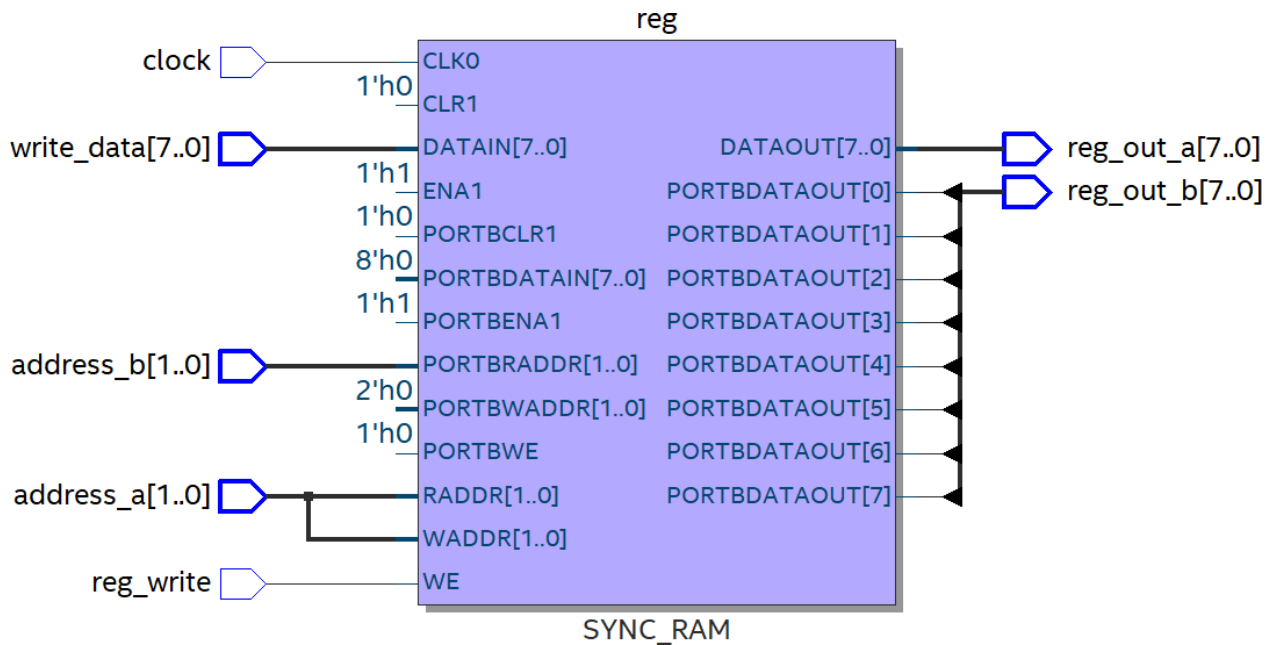 reg
clock
CLK0
1'h0
CLR1
write_data[7..0]
DATAIN[7..0]
DATAOUT[7..0]
reg_out_a[7..0]
1'h1
ENA1
PORTBDATAOUT[0]
reg_out_b[7..0]
1'h0
PORTBCLR1
PORTBDATAOUT[1]
8'h0
PORTBDATAIN[7..0]
PORTBDATAOUT[2]
1'h1
PORTBENA1
PORTBDATAOUT[3]
address_b[1..0]
PORTBRADDR[1..0]
PORTBDATAOUT[4]
2'h0
PORTBWADDR[1..0]
PORTBDATAOUT[5]
1'h0
PORTBWE
PORTBDATAOUT[6]
address_a[1..0]
RADDR[1..0]
PORTBDATAOUT[7]
WADDR[1..0]
reg_write
WE
SYNC_RAM